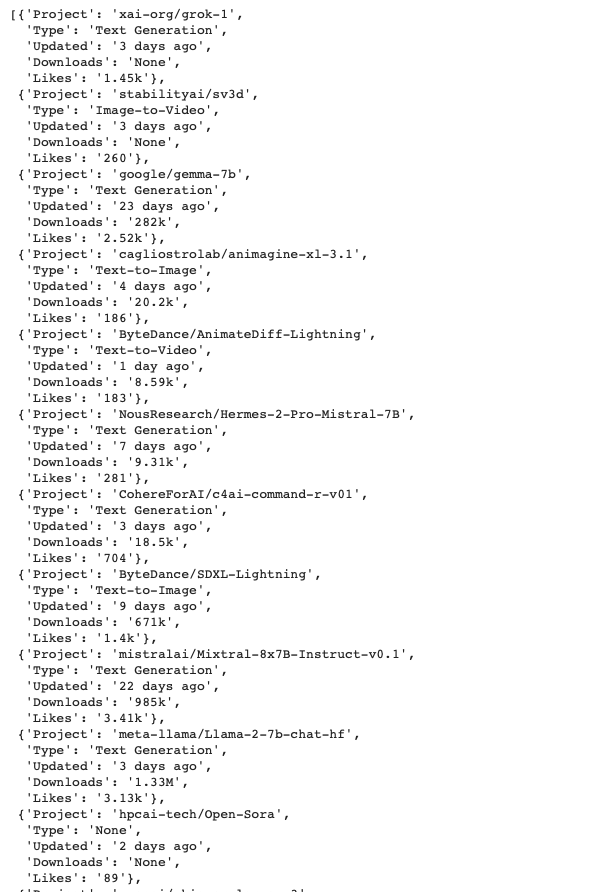 [{'Project': 'xai-org/grok-1',
'Type': 'Text Generation',
'Updated': '3 days ago',
'Downloads': 'None',
'Likes': '1.45k'},
{'Project': 'stabilityai/sv3d',
'Type': 'Image-to-Video',
'Updated': '3 days ago',
'Downloads': 'None',
'Likes': '260'},
{'Project': 'google/gemma-7b',
'Type': 'Text Generation',
'Updated': '23 days ago',
'Downloads': '282k',
'Likes': '2.52k'},
{'Project': 'cagliostrolab/animagine-xl-3.1',
'Type': 'Text-to-Image',
'Updated': '4 days ago',
'Downloads': '20.2k',
'Likes': '186'},
{'Project': 'ByteDance/AnimateDiff-Lightning',
'Type': 'Text-to-Video',
'Updated': '1 day ago',
'Downloads': '8.59k',
'Likes': '183'},
{'Project': 'NousResearch/Hermes-2-Pro-Mistral-7B',
'Type': 'Text Generation',
'Updated': '7 days ago',
'Downloads': '9.31k',
'Likes': '281'},
{'Project': 'CohereForAI/c4ai-command-r-v01',
'Type': 'Text Generation',
'Updated': '3 days ago',
'Downloads': '18.5k',
'Likes': '704'},
{'Project': 'ByteDance/SDXL-Lightning',
'Type': 'Text-to-Image',
'Updated': '9 days ago',
'Downloads': '671k',
'Likes': '1.4k'},
{'Project': 'mistralai/Mixtral-8x7B-Instruct-v0.1',
'Type': 'Text Generation',
'Updated': '22 days ago',
'Downloads': '985k',
'Likes': '3.41k'},
{'Project': 'meta-llama/Llama-2-7b-chat-hf',
'Type': 'Text Generation',
'Updated': '3 days ago',
'Downloads': '1.33M',
'Likes': '3.13k'},
{'Project': 'hpcai-tech/Open-Sora',
'Type': 'None',
'Updated': '2 days ago',
'Downloads': 'None',
'Likes': '89'},